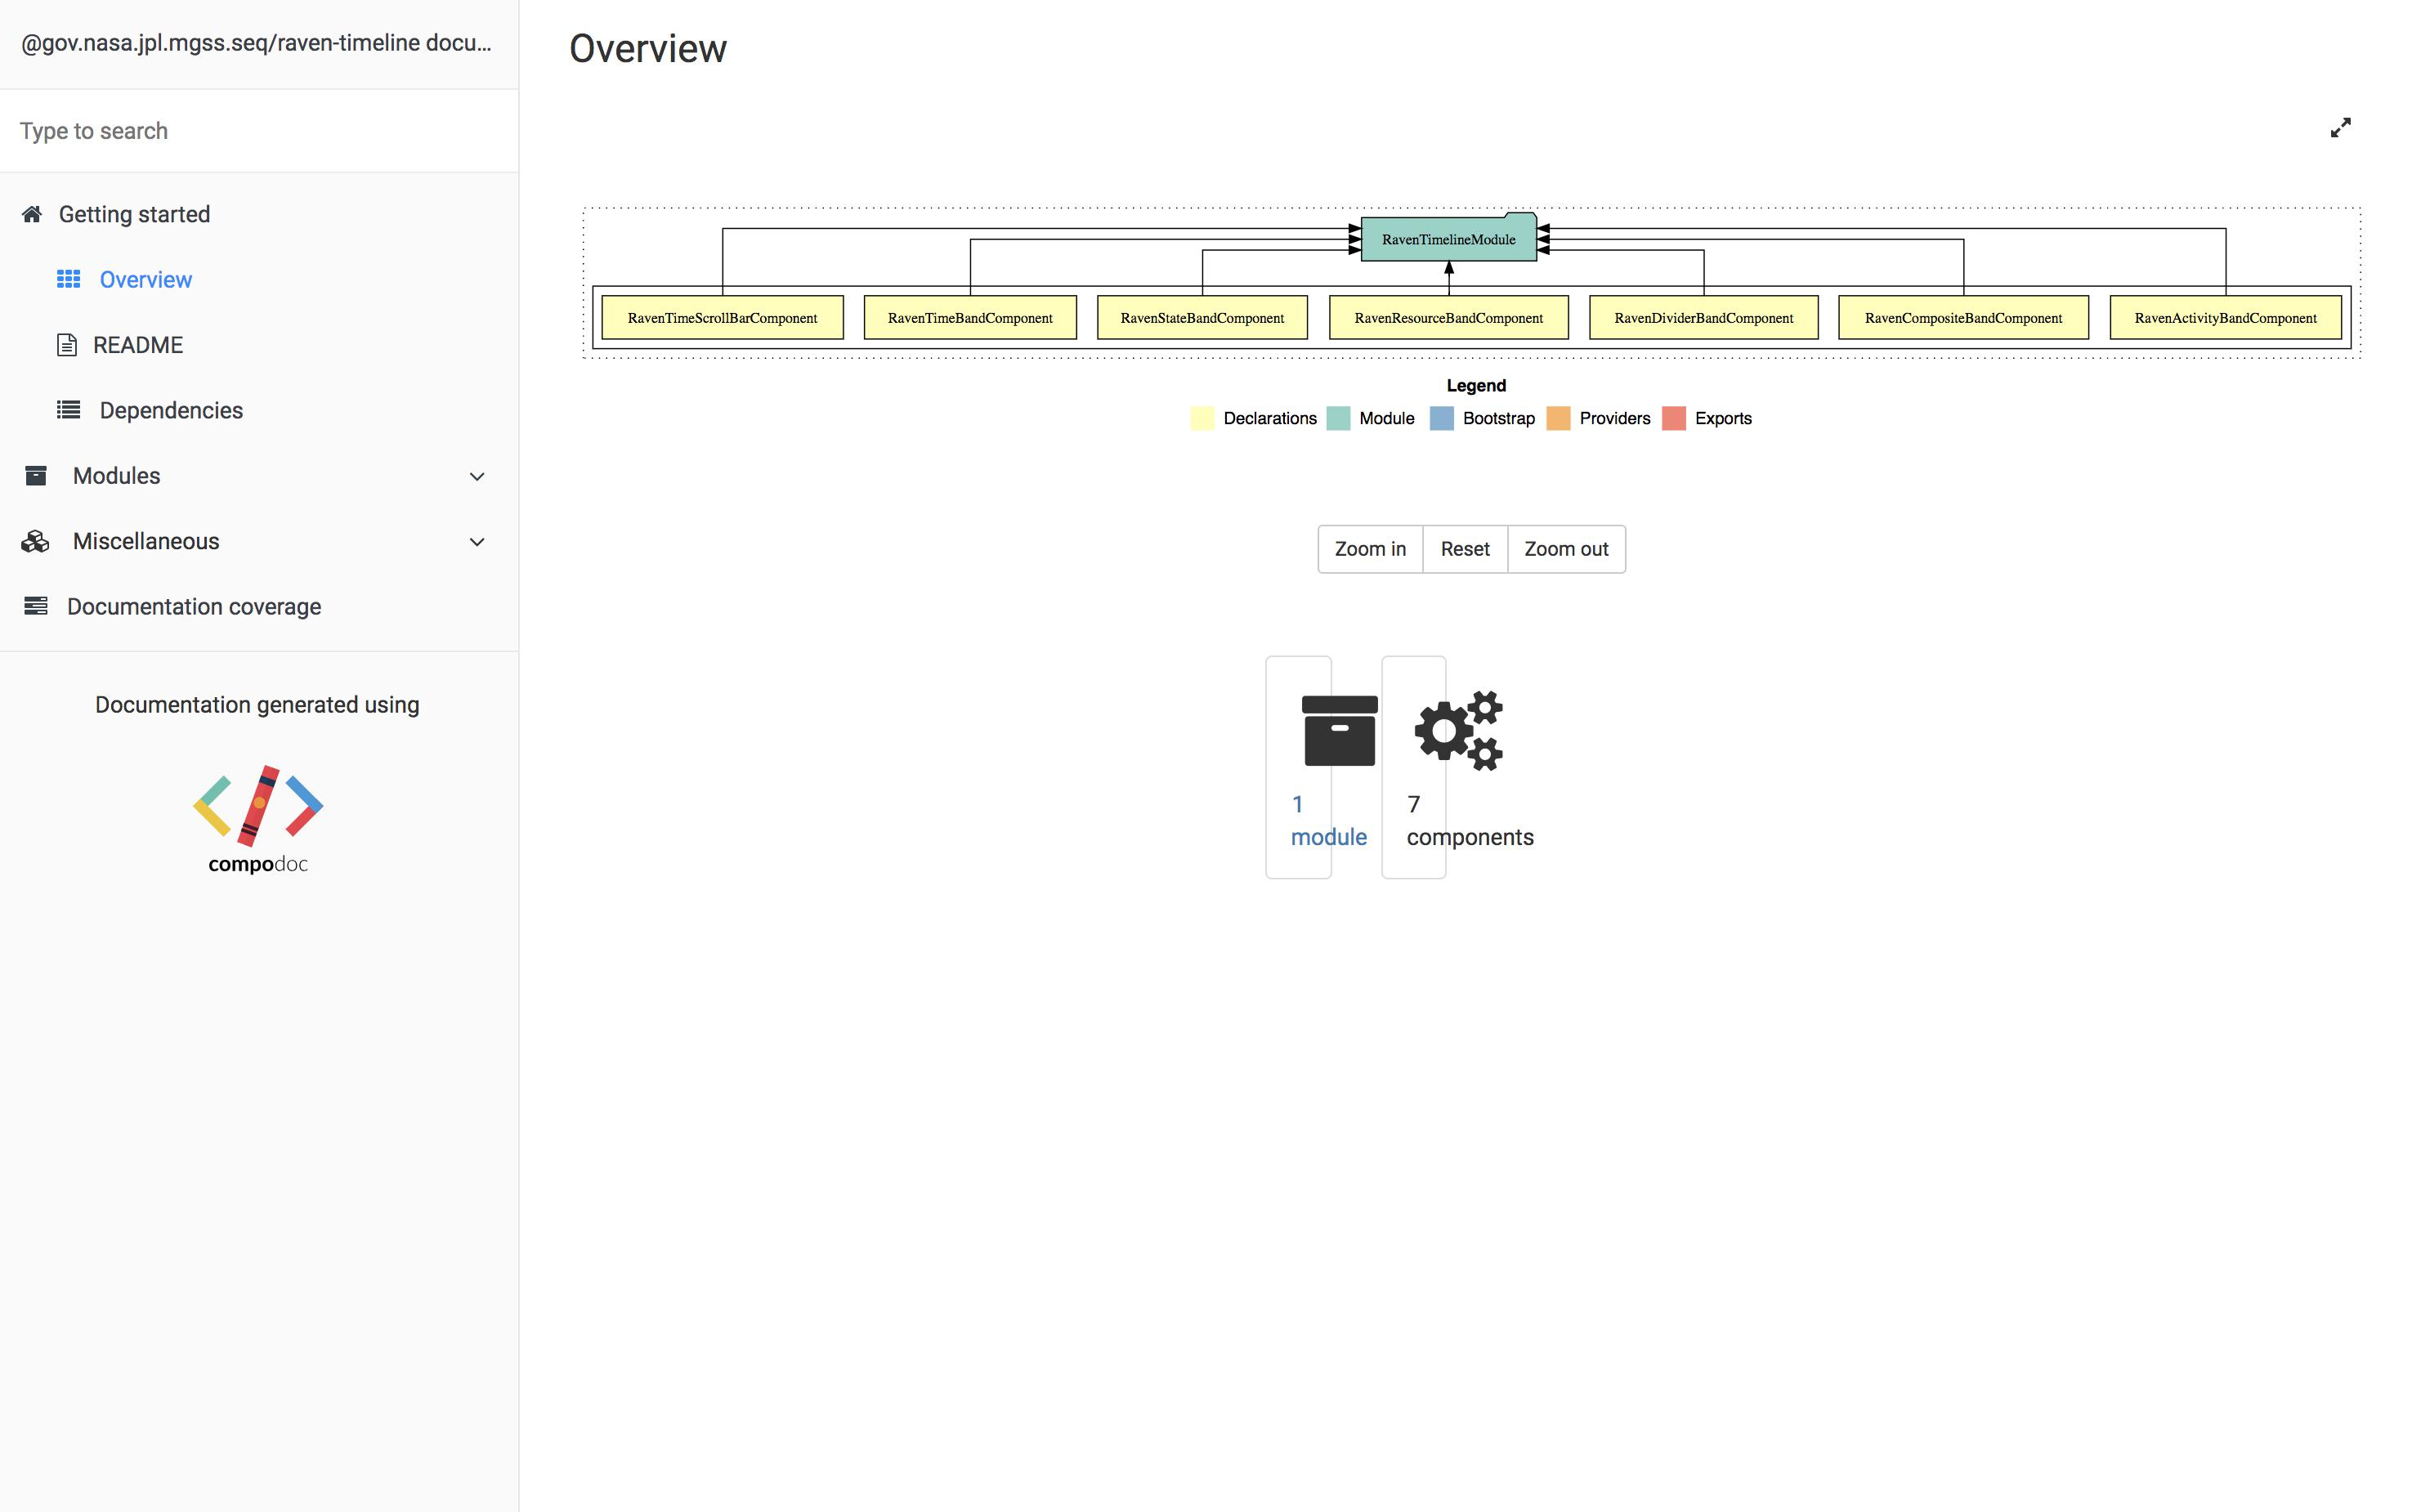 @gov.nasa.jpl.mgss.seq/raven-timeline docu...
Type to search
Getting started
Overview
README
Dependencies
Modules
Miscellaneous
Documentation coverage
Documentation generated using
compodoc
Overview
RavenTimelineModule
RavenTimeScrollBarComponent
RavenTimeBandComponent
RavenStateBandComponent
RavenResourceBandComponent
RavenDividerBandComponent
RavenCompositeBandComponent
RavenActivityBandComponent
Legend
Declarations Module Bootstrap Providers Exports
Zoom in Reset Zoom out
1
module
7
components